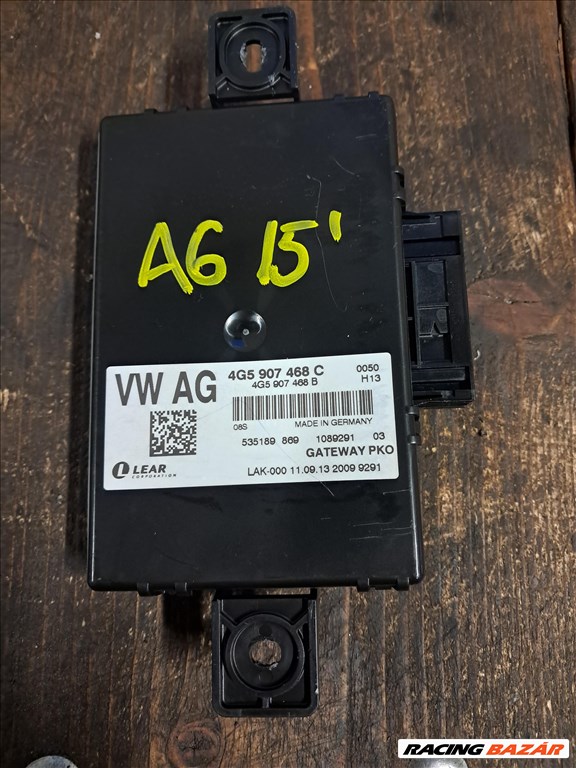 A6 15'
VW AG
4G5 907 468 C
4G5 907 468 B
0050
H13
08S
MADE IN GERMANY
535189 869 1089291 03
GATEWAY PKO
LEAR
CORPORATION
LAK-000 11.09.13 2009 9291
RACING BAZÁR